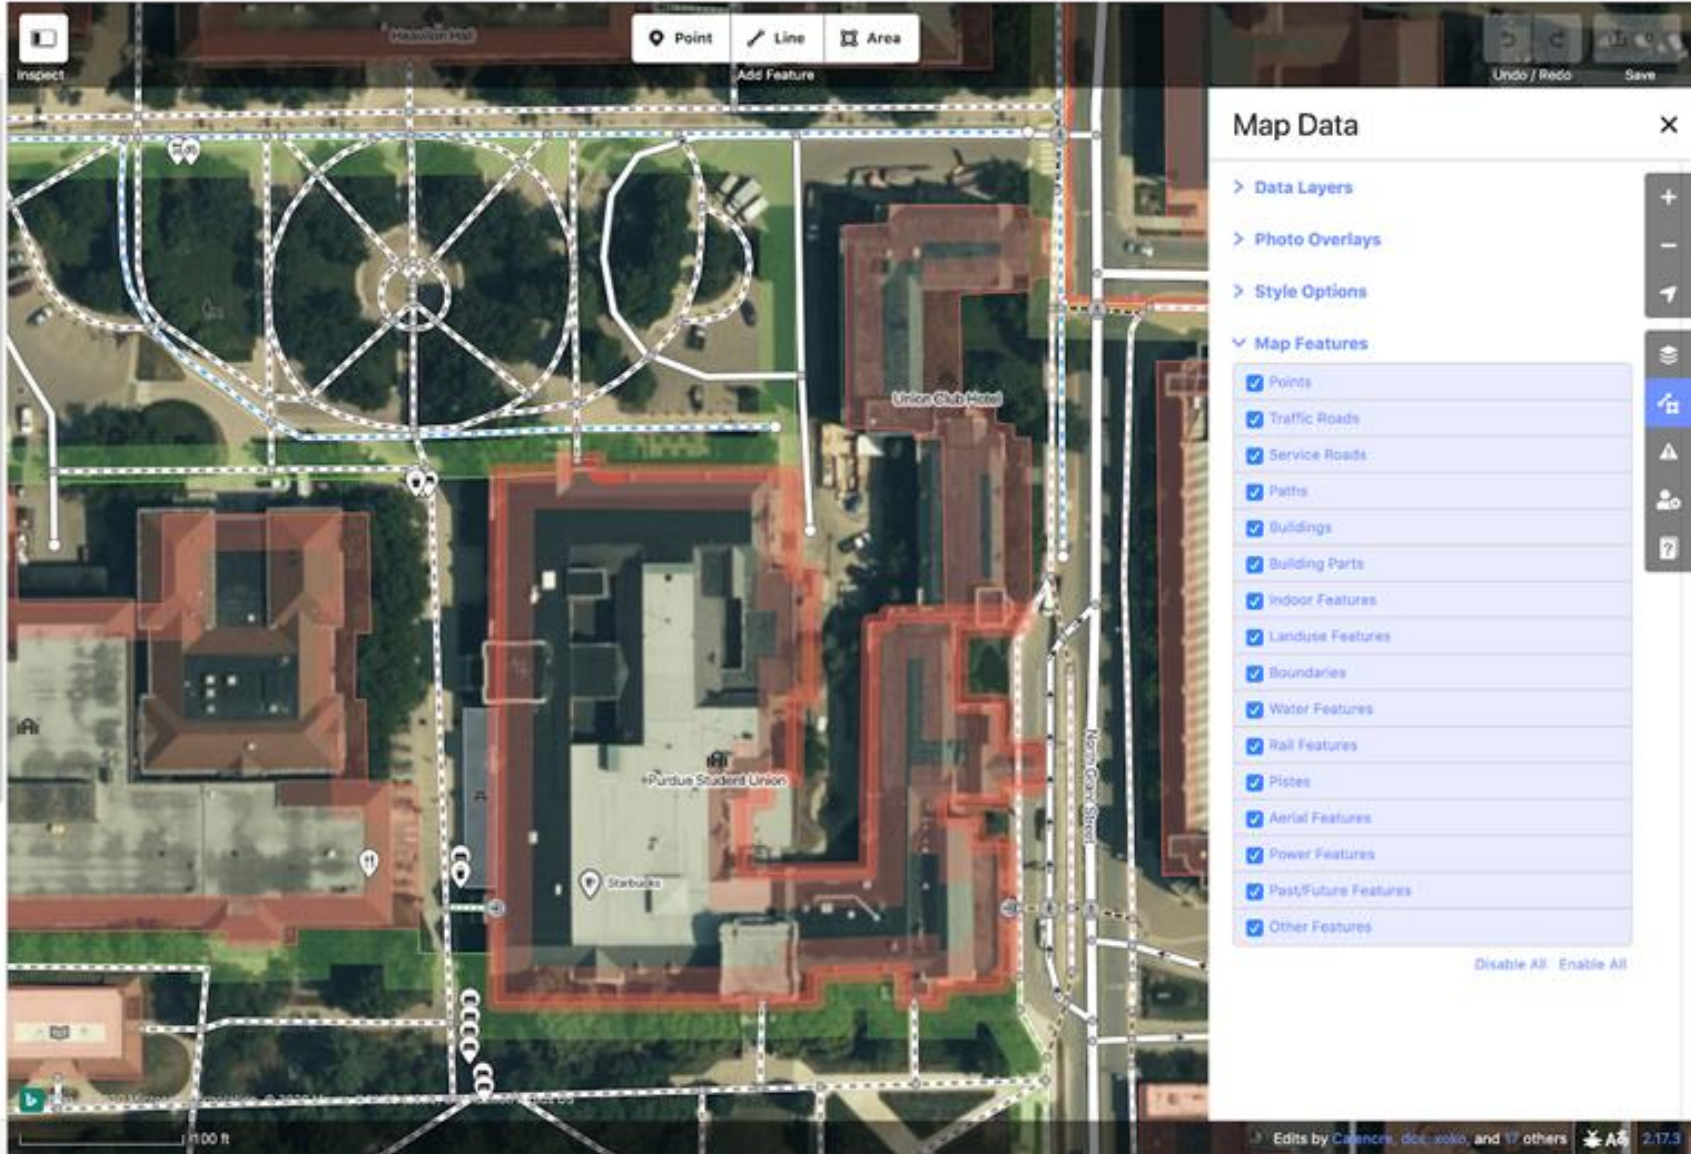 Hall
Inspect
Point
Line
Area
Add Feature
Undo / Redo
Save
Map Data
Data Layers
Photo Overlays
Style Options
Map Features
Points
Traffic Roads
Service Roads
Paths
Buildings
Building Parts
Indoor Features
Landuse Features
Boundaries
Water Features
Rail Features
Pistes
Aerial Features
Power Features
Past/Future Features
Other Features
Disable All Enable All
Union Club Hotel
North Grant Street
Purdue Student Union
Starbucks
100 ft
Edits by and 17 others
2.17.3